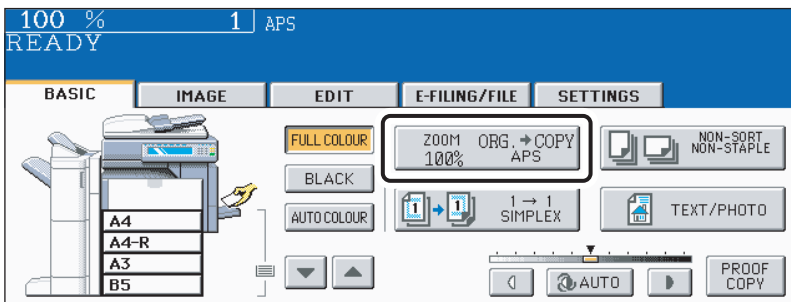 100 % 1 APS
READY
BASIC IMAGE EDIT E-FILING/FILE SETTINGS
FULL COLOUR
BLACK
AUTO COLOUR
ZOOM ORG.➔COPY
100% APS
NON-SORT
NON-STAPLE
1 ➔ 1
1 → 1
SIMPLEX
TEXT/PHOTO
A4
A4-R
A3
B5
AUTO
PROOF
COPY